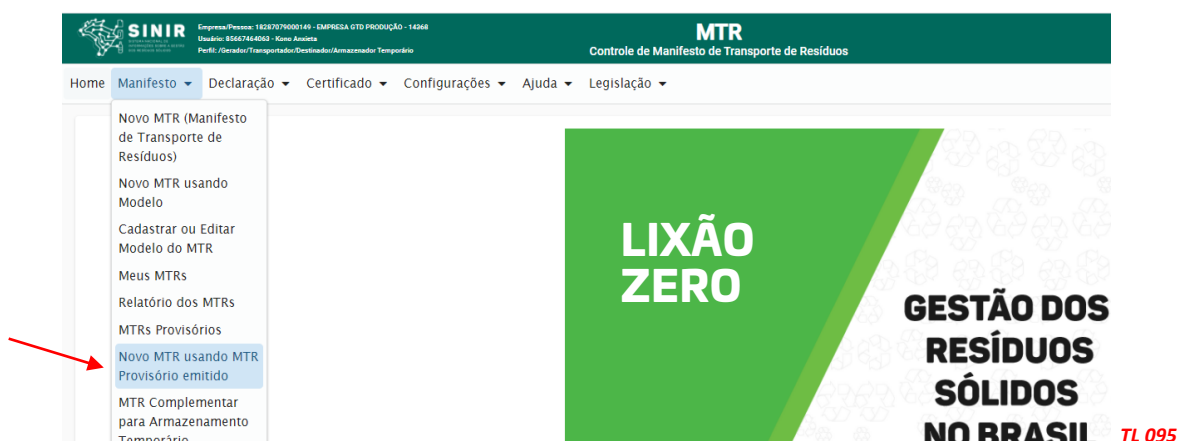 SINIR
Empresa/Pessoa: 18287079000149 - EMPRESA GTD PRODUÇÃO - 14368
Usuário: 85667464063 - Kono Anxieta
Perfil: /Gerador/Transportador/Destinador/Armazenador Temporário
MTR
Controle de Manifesto de Transporte de Resíduos
Home Manifesto Declaração Certificado Configurações Ajuda Legislação
Novo MTR (Manifesto
de Transporte de
Resíduos)
Novo MTR usando
Modelo
Cadastrar ou Editar
Modelo do MTR
Meus MTRs
Relatório dos MTRs
MTRs Provisórios
Novo MTR usando MTR
Provisório emitido
MTR Complementar
para Armazenamento
Temporário
LIXÃO
ZERO
GESTÃO DOS
RESÍDUOS
SÓLIDOS
NO BRASIL
TL 095